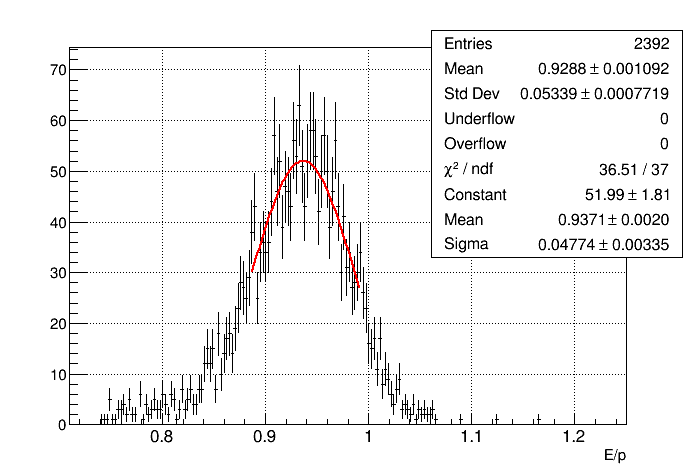 Entries 2392
Mean 0.9288 ± 0.001092
Std Dev 0.05339 ± 0.0007719
Underflow 0
Overflow 0
χ² / ndf 36.51 / 37
Constant 51.99 ± 1.81
Mean 0.9371 ± 0.0020
Sigma 0.04774 ± 0.00335
70
60
50
40
30
20
10
0
0.8 0.9 1 1.1 1.2
E/p